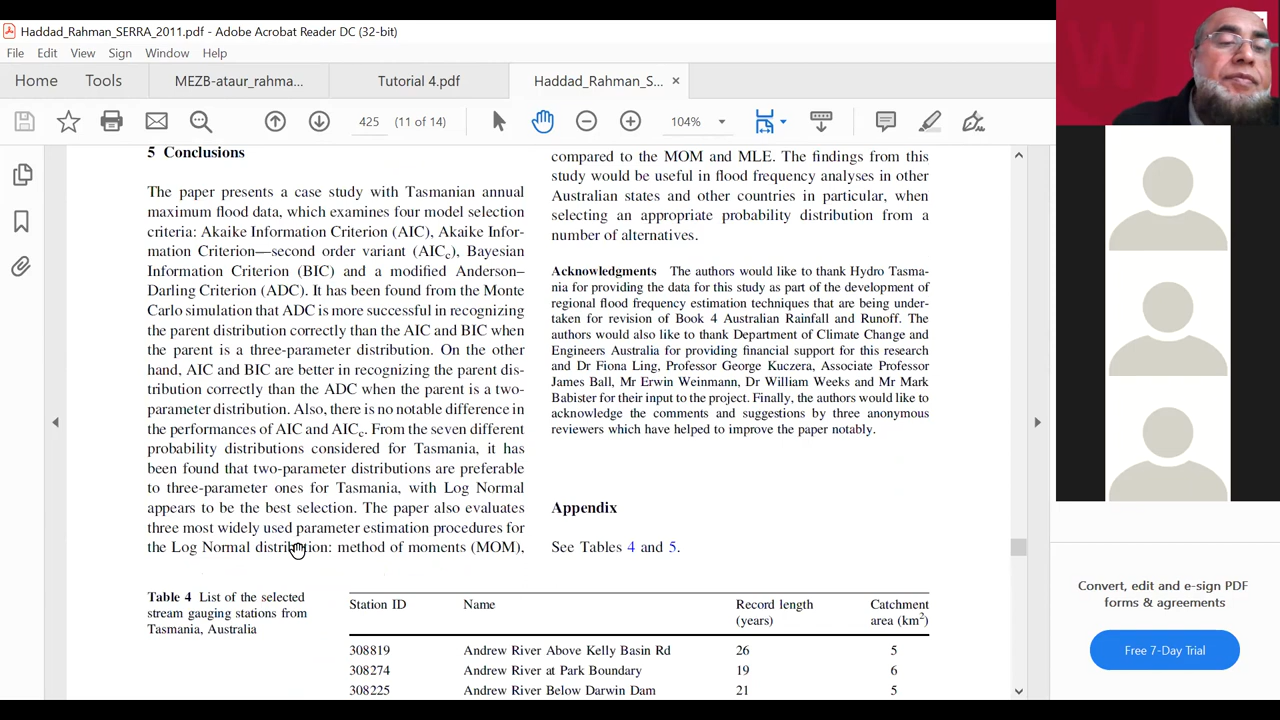 Haddad_Rahman_SERRA_2011.pdf - Adobe Acrobat Reader DC (32-bit)
File Edit View Sign Window Help
Home Tools MEZB-ataur_rahma... Tutorial 4.pdf Haddad_Rahman_S... ×
425 (11 of 14) 104%
5 Conclusions
The paper presents a case study with Tasmanian annual
maximum flood data, which examines four model selection
criteria: Akaike Information Criterion (AIC), Akaike Infor-
mation Criterion—second order variant (AICc), Bayesian
Information Criterion (BIC) and a modified Anderson–
Darling Criterion (ADC). It has been found from the Monte
Carlo simulation that ADC is more successful in recognizing
the parent distribution correctly than the AIC and BIC when
the parent is a three-parameter distribution. On the other
hand, AIC and BIC are better in recognizing the parent dis-
tribution correctly than the ADC when the parent is a two-
parameter distribution. Also, there is no notable difference in
the performances of AIC and AICc. From the seven different
probability distributions considered for Tasmania, it has
been found that two-parameter distributions are preferable
to three-parameter ones for Tasmania, with Log Normal
appears to be the best selection. The paper also evaluates
three most widely used parameter estimation procedures for
the Log Normal distribution: method of moments (MOM),
compared to the MOM and MLE. The findings from this
study would be useful in flood frequency analyses in other
Australian states and other countries in particular, when
selecting an appropriate probability distribution from a
number of alternatives.
Acknowledgments The authors would like to thank Hydro Tasma-
nia for providing the data for this study as part of the development of
regional flood frequency estimation techniques that are being under-
taken for revision of Book 4 Australian Rainfall and Runoff. The
authors would also like to thank Department of Climate Change and
Engineers Australia for providing financial support for this research
and Dr Fiona Ling, Professor George Kuczera, Associate Professor
James Ball, Mr Erwin Weinmann, Dr William Weeks and Mr Mark
Babister for their input to the project. Finally, the authors would like to
acknowledge the comments and suggestions by three anonymous
reviewers which have helped to improve the paper notably.
Appendix
See Tables 4 and 5.
Table 4 List of the selected
stream gauging stations from
Tasmania, Australia
Station ID Name Record length (years) Catchment area (km²)
308819 Andrew River Above Kelly Basin Rd 26 5
308274 Andrew River at Park Boundary 19 6
308225 Andrew River Below Darwin Dam 21 5
Convert, edit and e-sign PDF
forms & agreements
Free 7-Day Trial